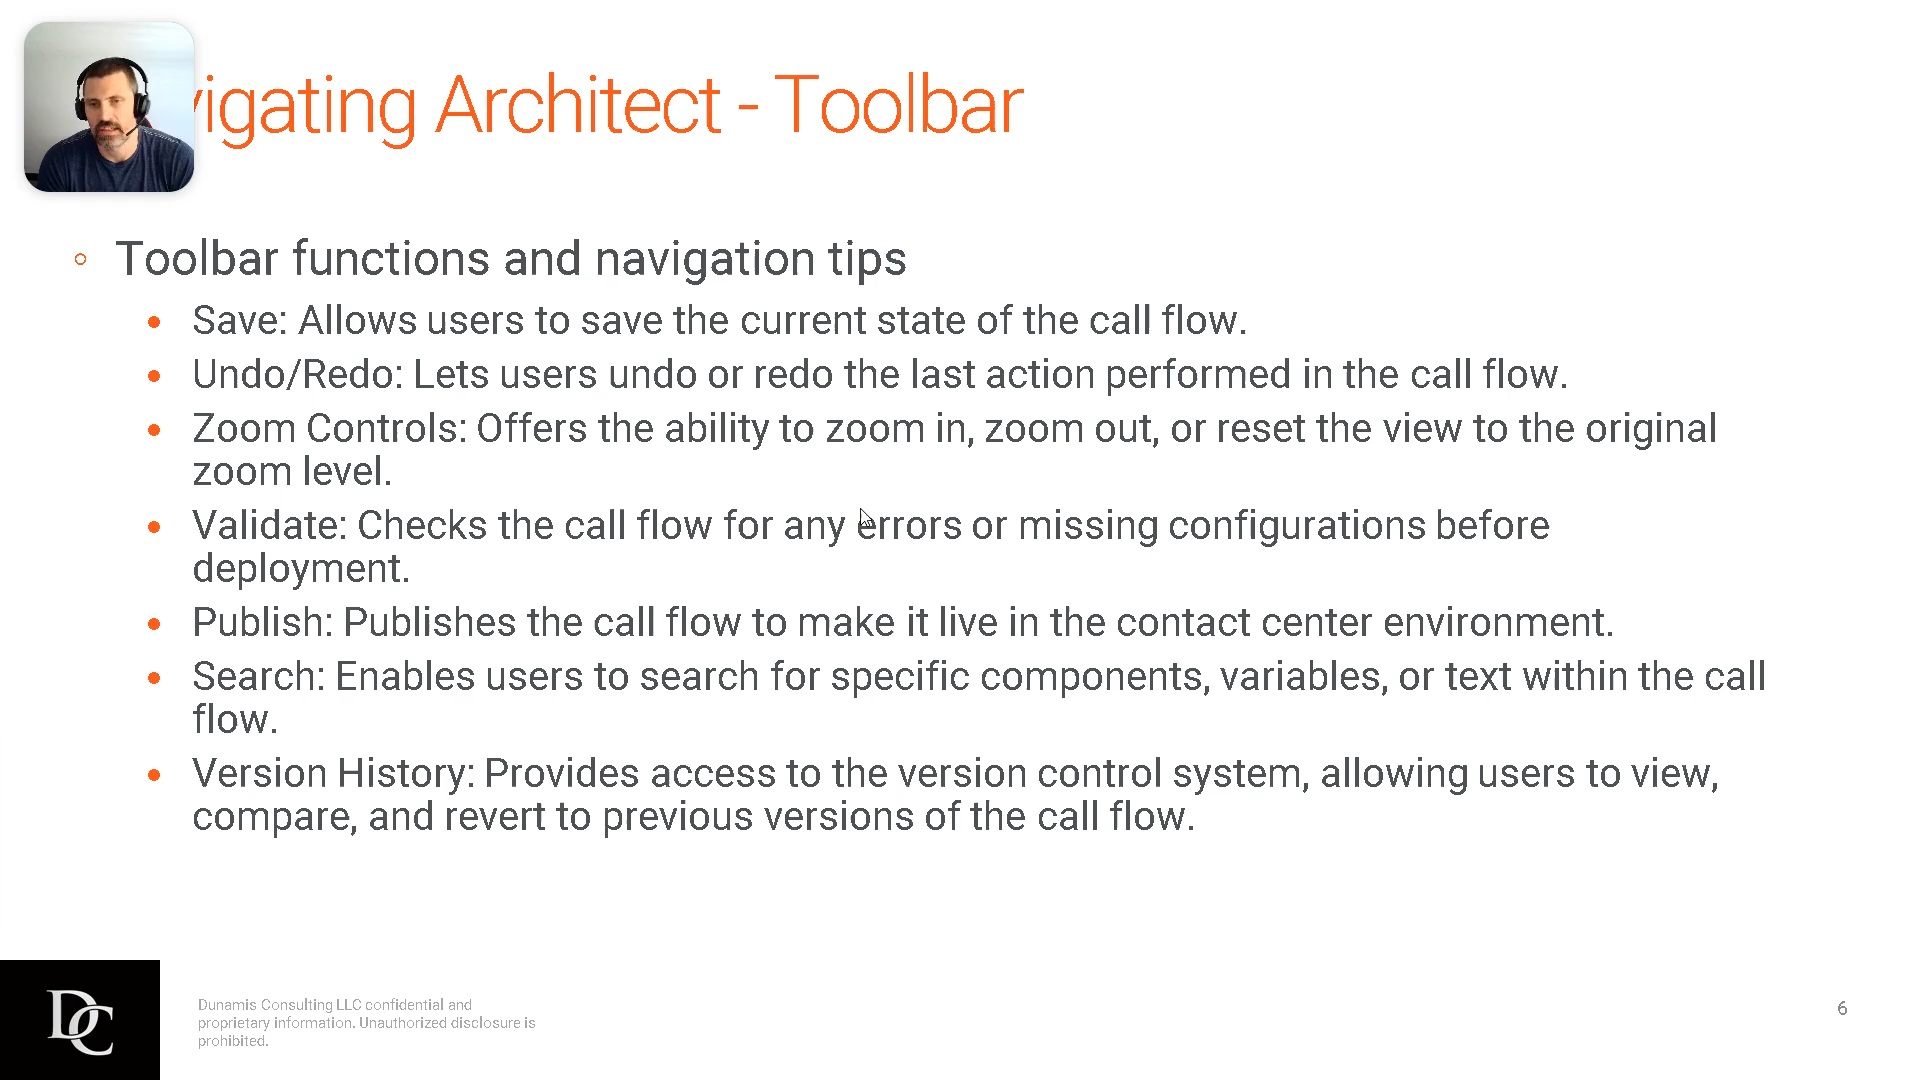 vigating Architect - Toolbar
Toolbar functions and navigation tips
Save: Allows users to save the current state of the call flow.
Undo/Redo: Lets users undo or redo the last action performed in the call flow.
Zoom Controls: Offers the ability to zoom in, zoom out, or reset the view to the original
zoom level.
Validate: Checks the call flow for any errors or missing configurations before
deployment.
Publish: Publishes the call flow to make it live in the contact center environment.
Search: Enables users to search for specific components, variables, or text within the call
flow.
Version History: Provides access to the version control system, allowing users to view,
compare, and revert to previous versions of the call flow.
DC
Dunamis Consulting LLC confidential and
proprietary information. Unauthorized disclosure is
prohibited.
6